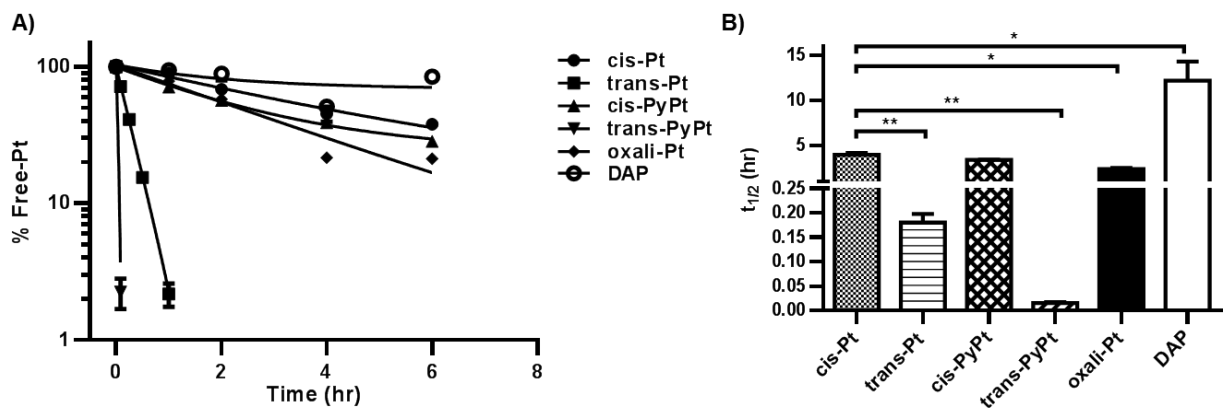 A)
% Free-Pt
100
10
1
0
2
4
6
8
Time (hr)
cis-Pt
trans-Pt
cis-PyPt
trans-PyPt
oxali-Pt
DAP
B)
t1/2 (hr)
15
10
5
0.25
0.20
0.15
0.10
0.05
0.00
*
*
**
**
cis-Pt
trans-Pt
cis-PyPt
trans-PyPt
oxali-Pt
DAP